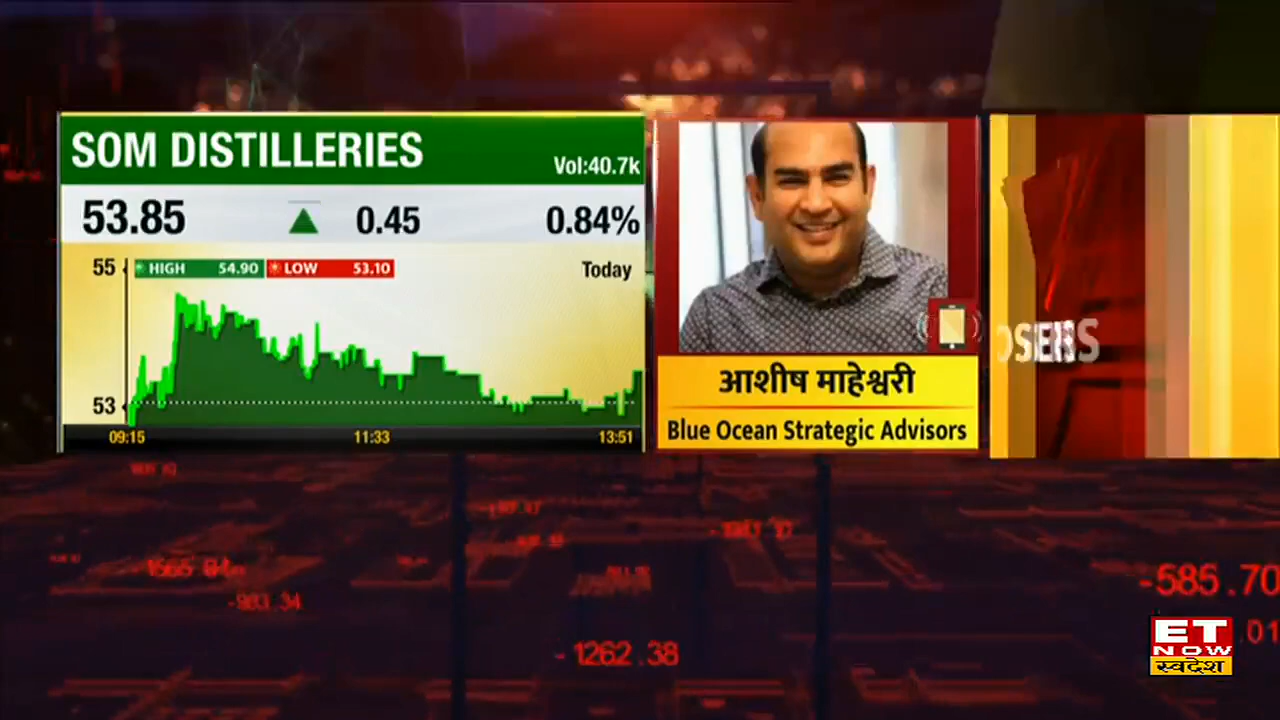 SOM DISTILLERIES
Vol:40.7k
53.85 ▲ 0.45 0.84%
55
HIGH 54.90 LOW 53.10
Today
53
09:15 11:33 13:51
आशीष माहेश्वरी
Blue Ocean Strategic Advisors
-585.70
-1262.38
.01
ET
NOW
स्वदेश